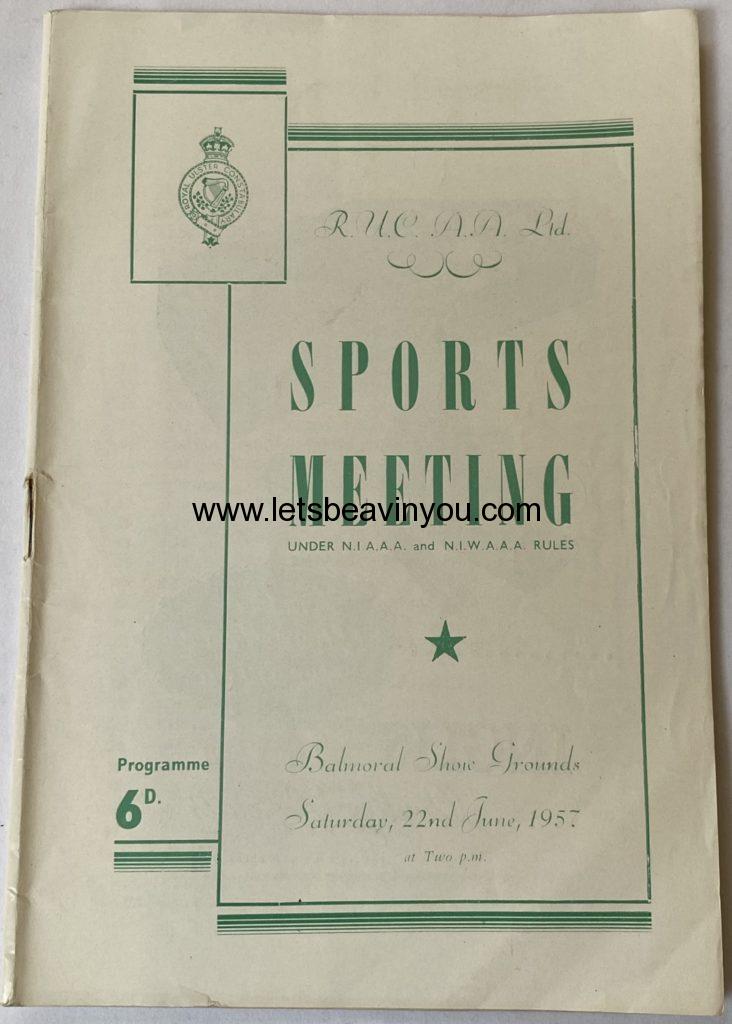 ROYAL ULSTER CONSTABULARY
R.U.C. A.A. Ltd.
SPORTS
MEETING
www.letsbeavinyou.com
UNDER N.I A.A.A. and N.I.W.A.A.A. RULES
Balmoral Show Grounds
Saturday, 22nd June, 1957
at Two p.m.
Programme
6D.